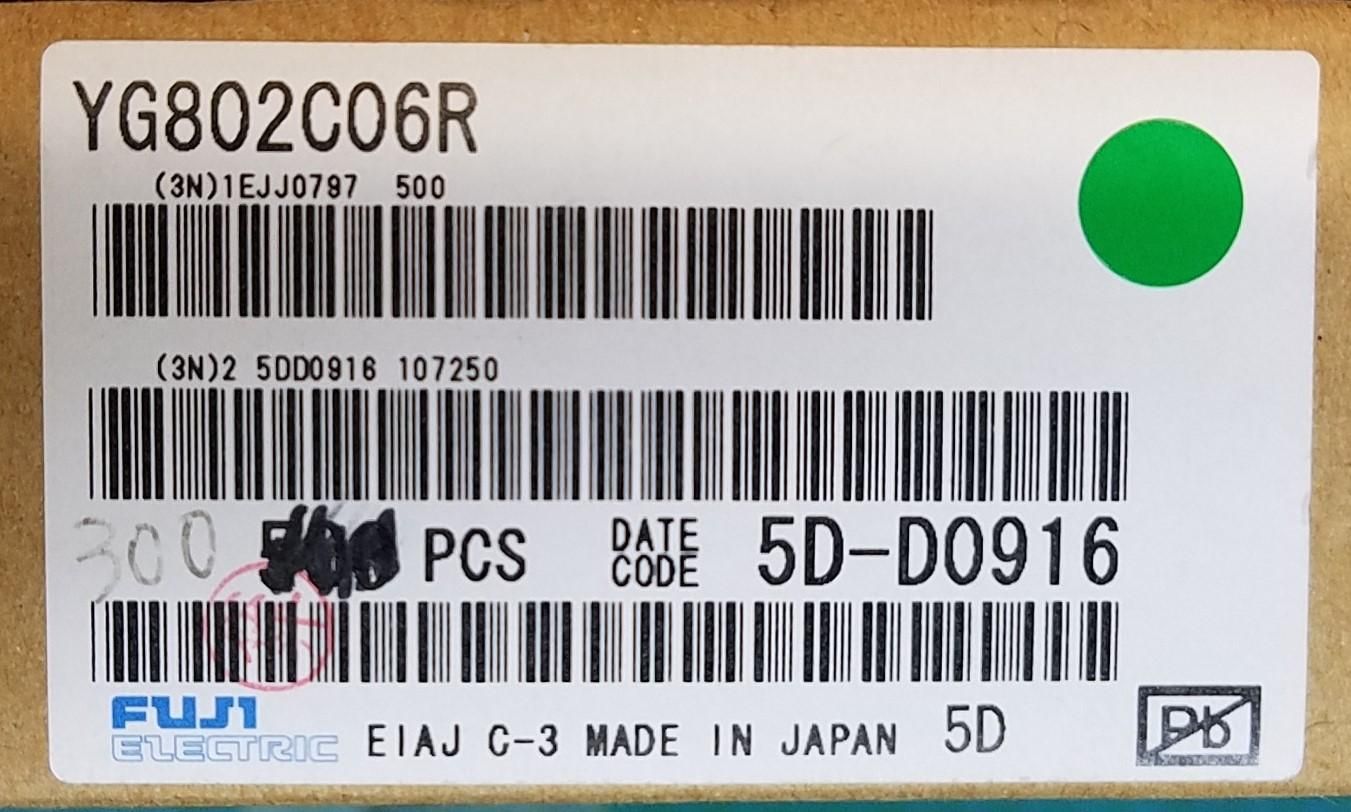 YG802C06R
(3N)1EJJ0797 500
(3N)2 5DD0916 107250
300 PCS DATE CODE 5D-D0916
FUJI ELECTRIC EIAJ C-3 MADE IN JAPAN 5D
Pb